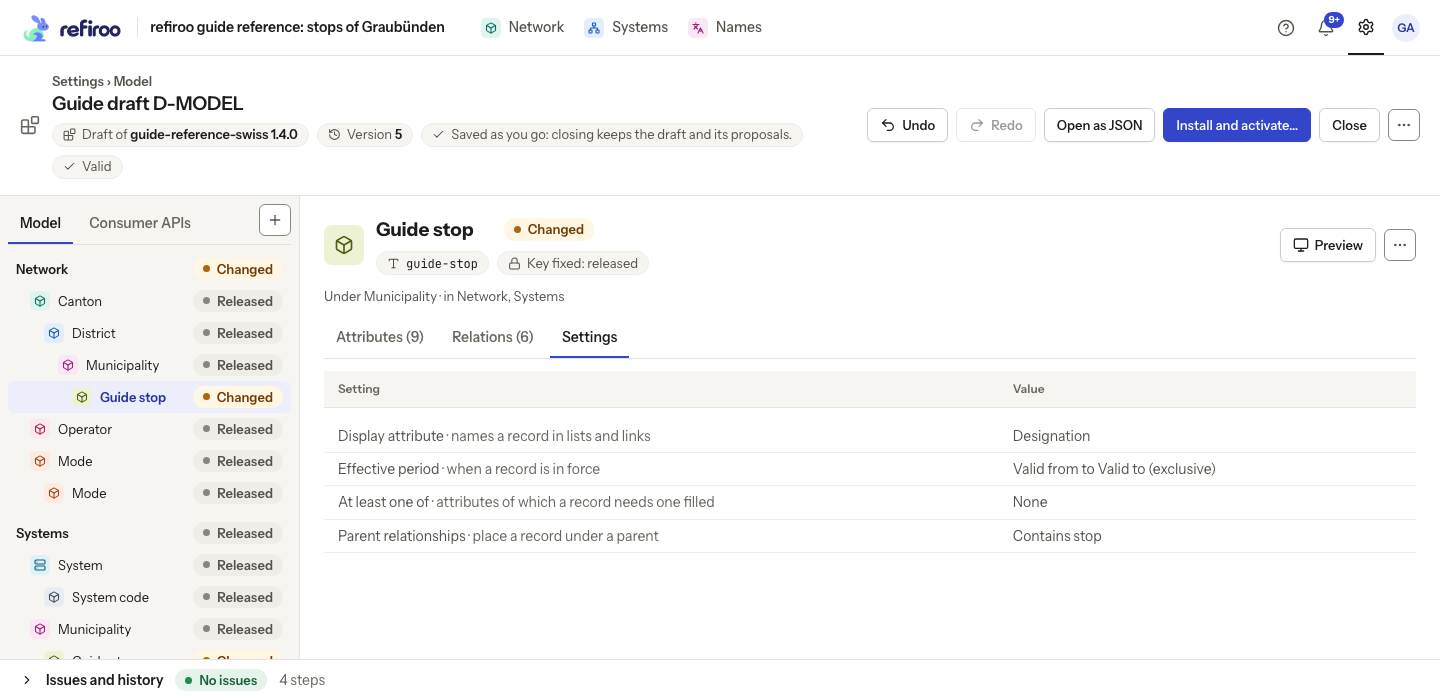 refiroo
refiroo guide reference: stops of Graubünden
Network
Systems
Names
9+
GA
Settings › Model
Guide draft D-MODEL
Draft of guide-reference-swiss 1.4.0
Version 5
Saved as you go: closing keeps the draft and its proposals.
Valid
Undo
Redo
Open as JSON
Install and activate...
Close
Model
Consumer APIs
Network Changed
Canton Released
District Released
Municipality Released
Guide stop Changed
Operator Released
Mode Released
Mode Released
Systems Released
System Released
System code Released
Municipality Released
Guide stop
Changed
Key fixed: released
guide-stop
Preview
Under Municipality · in Network, Systems
Attributes (9)
Relations (6)
Settings
Setting Value
Display attribute · names a record in lists and links Designation
Effective period · when a record is in force Valid from to Valid to (exclusive)
At least one of · attributes of which a record needs one filled None
Parent relationships · place a record under a parent Contains stop
Issues and history
No issues
4 steps